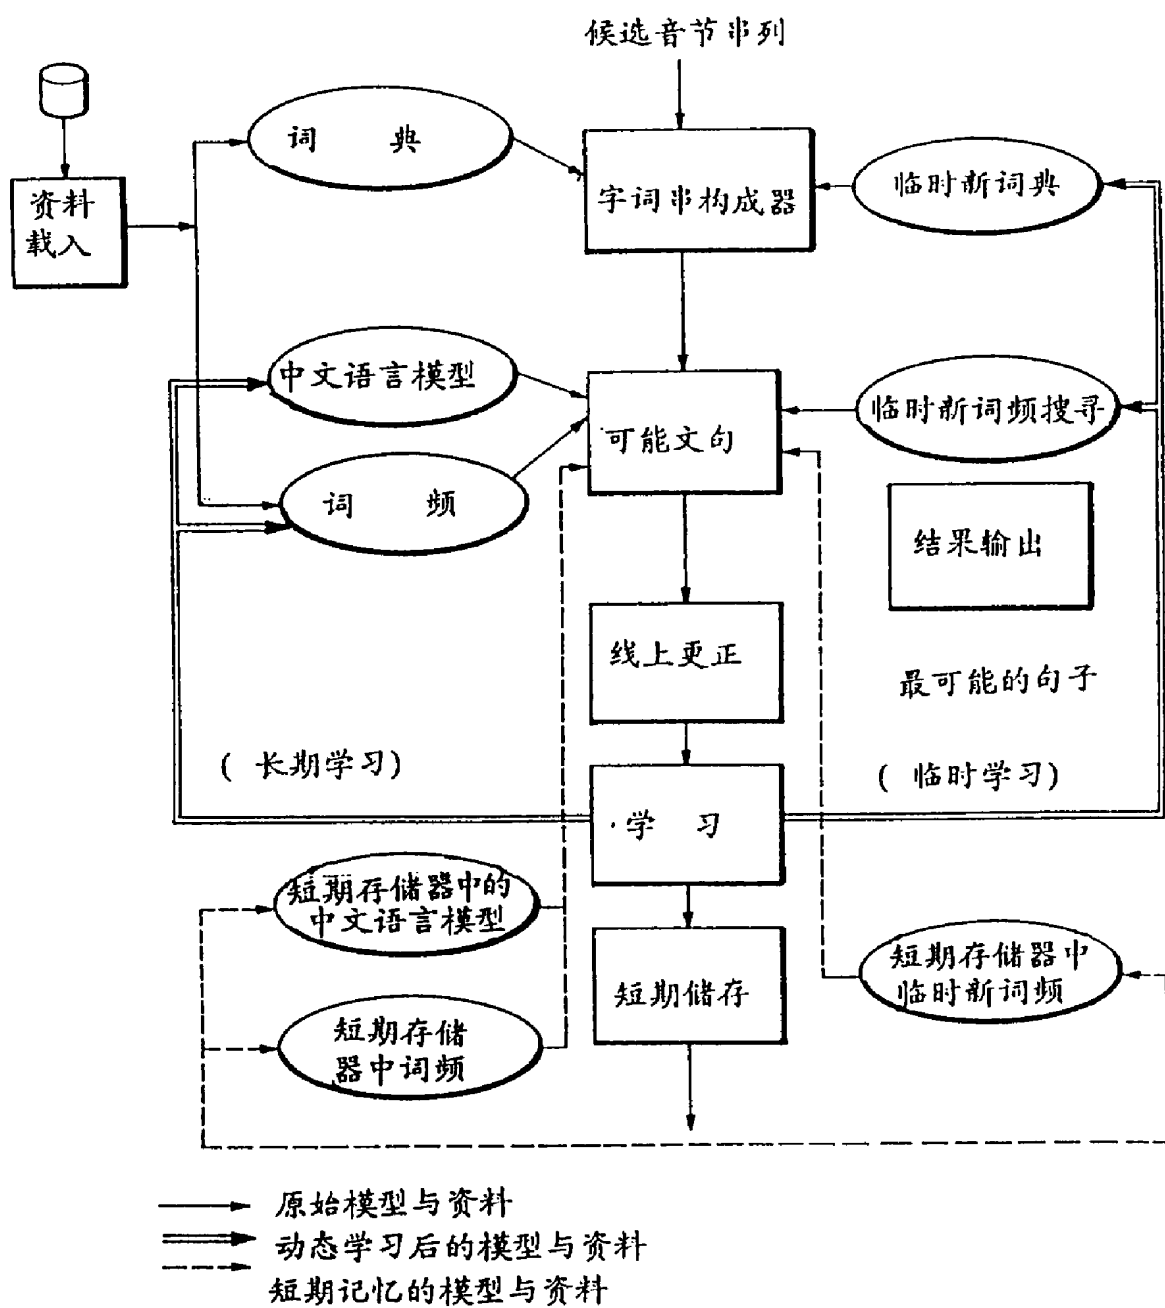 候选音节串列
词 典
资料
载入
字词串构成器
临时新词典
中文语言模型
临时新词频搜寻
可能文句
词 频
结果输出
线上更正
最可能的句子
( 长期学习)
( 临时学习)
学 习
短期存储器中的
中文语言模型
短期存储器中
临时新词频
短期储存
短期存储
器中词频
原始模型与资料
动态学习后的模型与资料
短期记忆的模型与资料